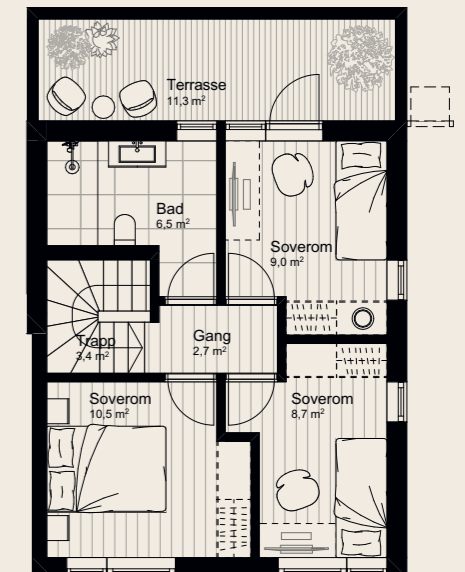 Terrasse
11,3 m²
Bad
6,5 m²
Soverom
9,0 m²
Trapp
3,4 m²
Gang
2,7 m²
Soverom
10,5 m²
Soverom
8,7 m²